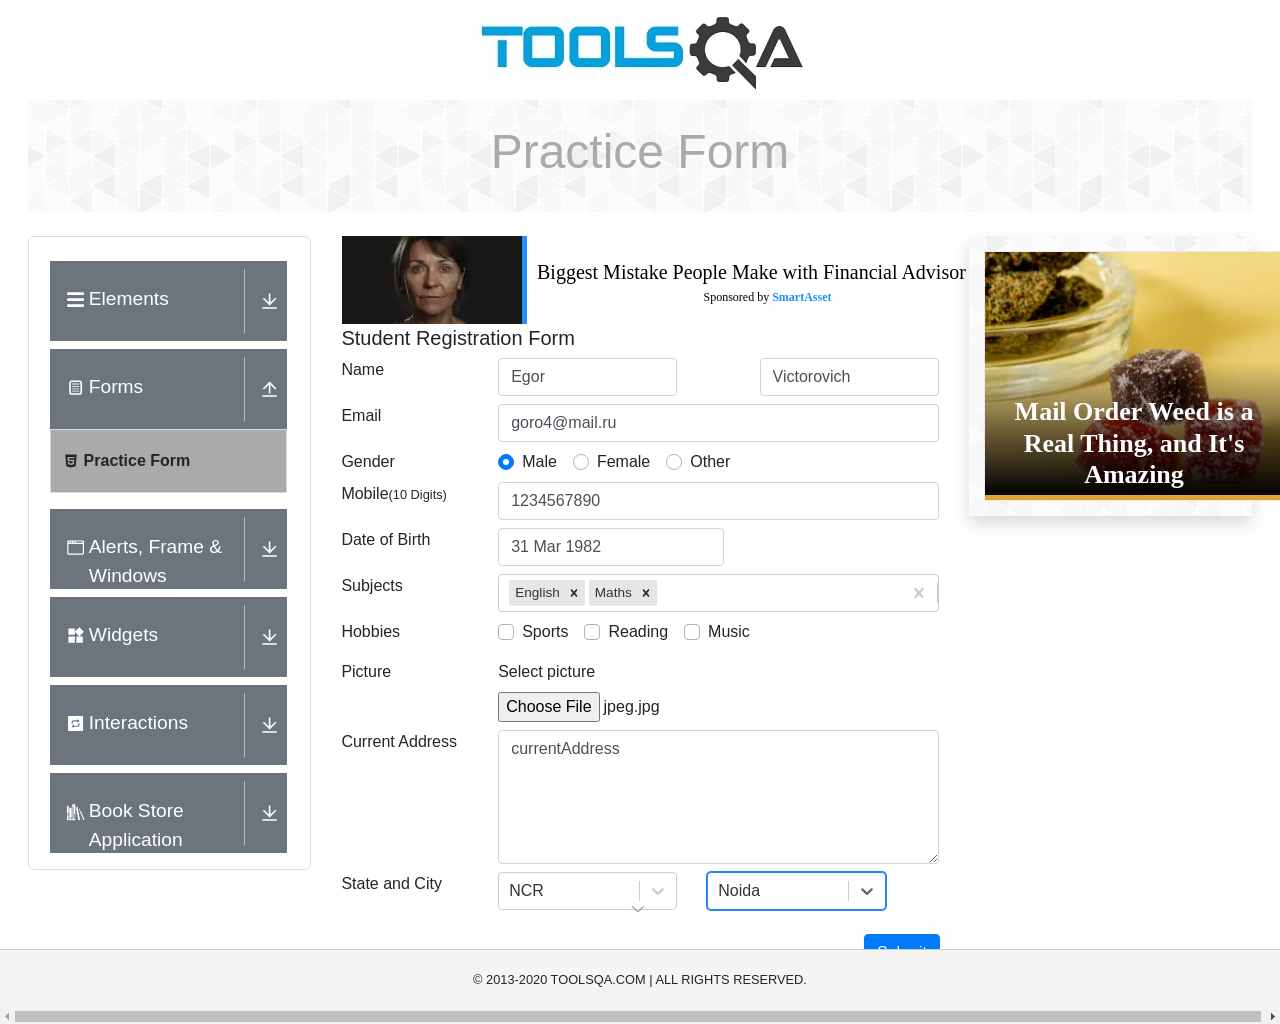 TOOLSQA
Practice Form
Elements
Forms
Practice Form
Alerts, Frame &
Windows
Widgets
Interactions
Book Store
Application
Biggest Mistake People Make with Financial Advisor
Sponsored by SmartAsset
Student Registration Form
Name
Egor
Victorovich
Email
goro4@mail.ru
Gender
Male
Female
Other
Mobile(10 Digits)
1234567890
Date of Birth
31 Mar 1982
Subjects
English
Maths
Hobbies
Sports
Reading
Music
Picture
Select picture
Choose File jpeg.jpg
Current Address
currentAddress
State and City
NCR
Noida
Submit
Mail Order Weed is a
Real Thing, and It's
Amazing
© 2013-2020 TOOLSQA.COM | ALL RIGHTS RESERVED.